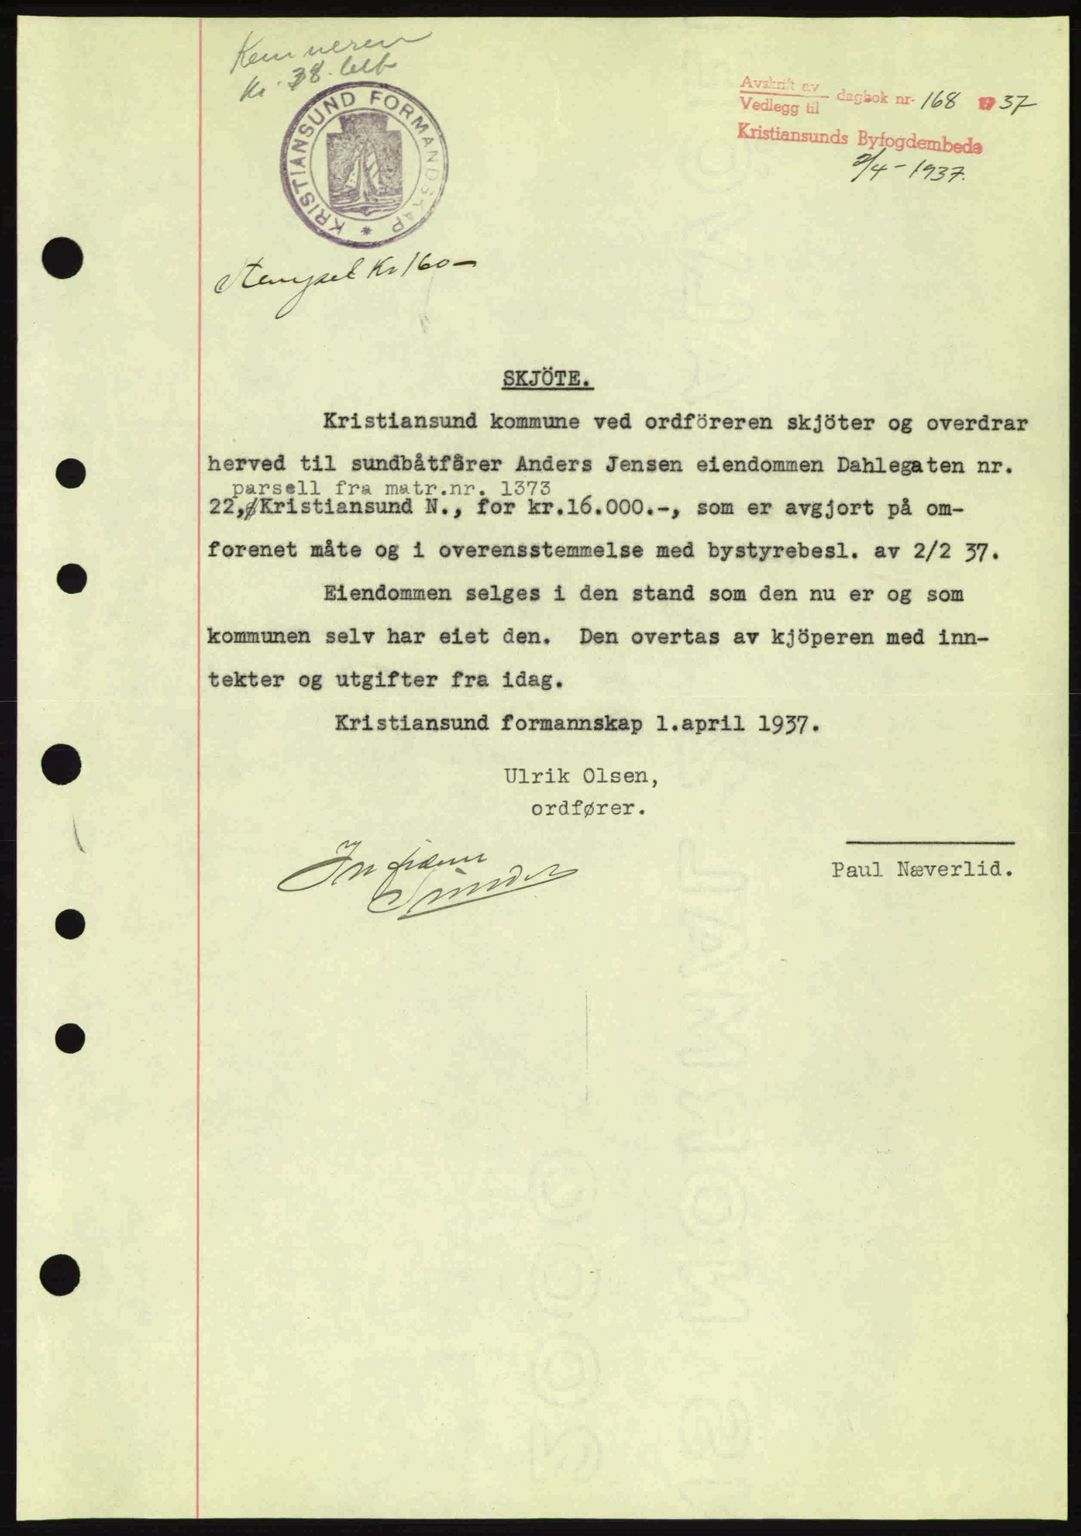 Kemneren
Kr. 38.
KRISTIANSUND FORMANDSKAP
Avskrift av
Vedlegg til
dagbok nr. 168 1937
Kristiansunds Byfogdembede
2/4 - 1937.
Stempel Kr 160 -
SKJÖTE.
Kristiansund kommune ved ordföreren skjöter og overdrar
herved til sundbåtfårer Anders Jensen eiendommen Dahlegaten nr.
parsell fra matr.nr. 1373
22, Kristiansund N., for kr.16.000.-, som er avgjort på om-
forenet måte og i overensstemmelse med bystyrebesl. av 2/2 37.
Eiendommen selges i den stand som den nu er og som
kommunen selv har eiet den. Den overtas av kjöperen med inn-
tekter og utgifter fra idag.
Kristiansund formannskap 1.april 1937.
Ulrik Olsen,
ordfører.
Paul Næverlid.